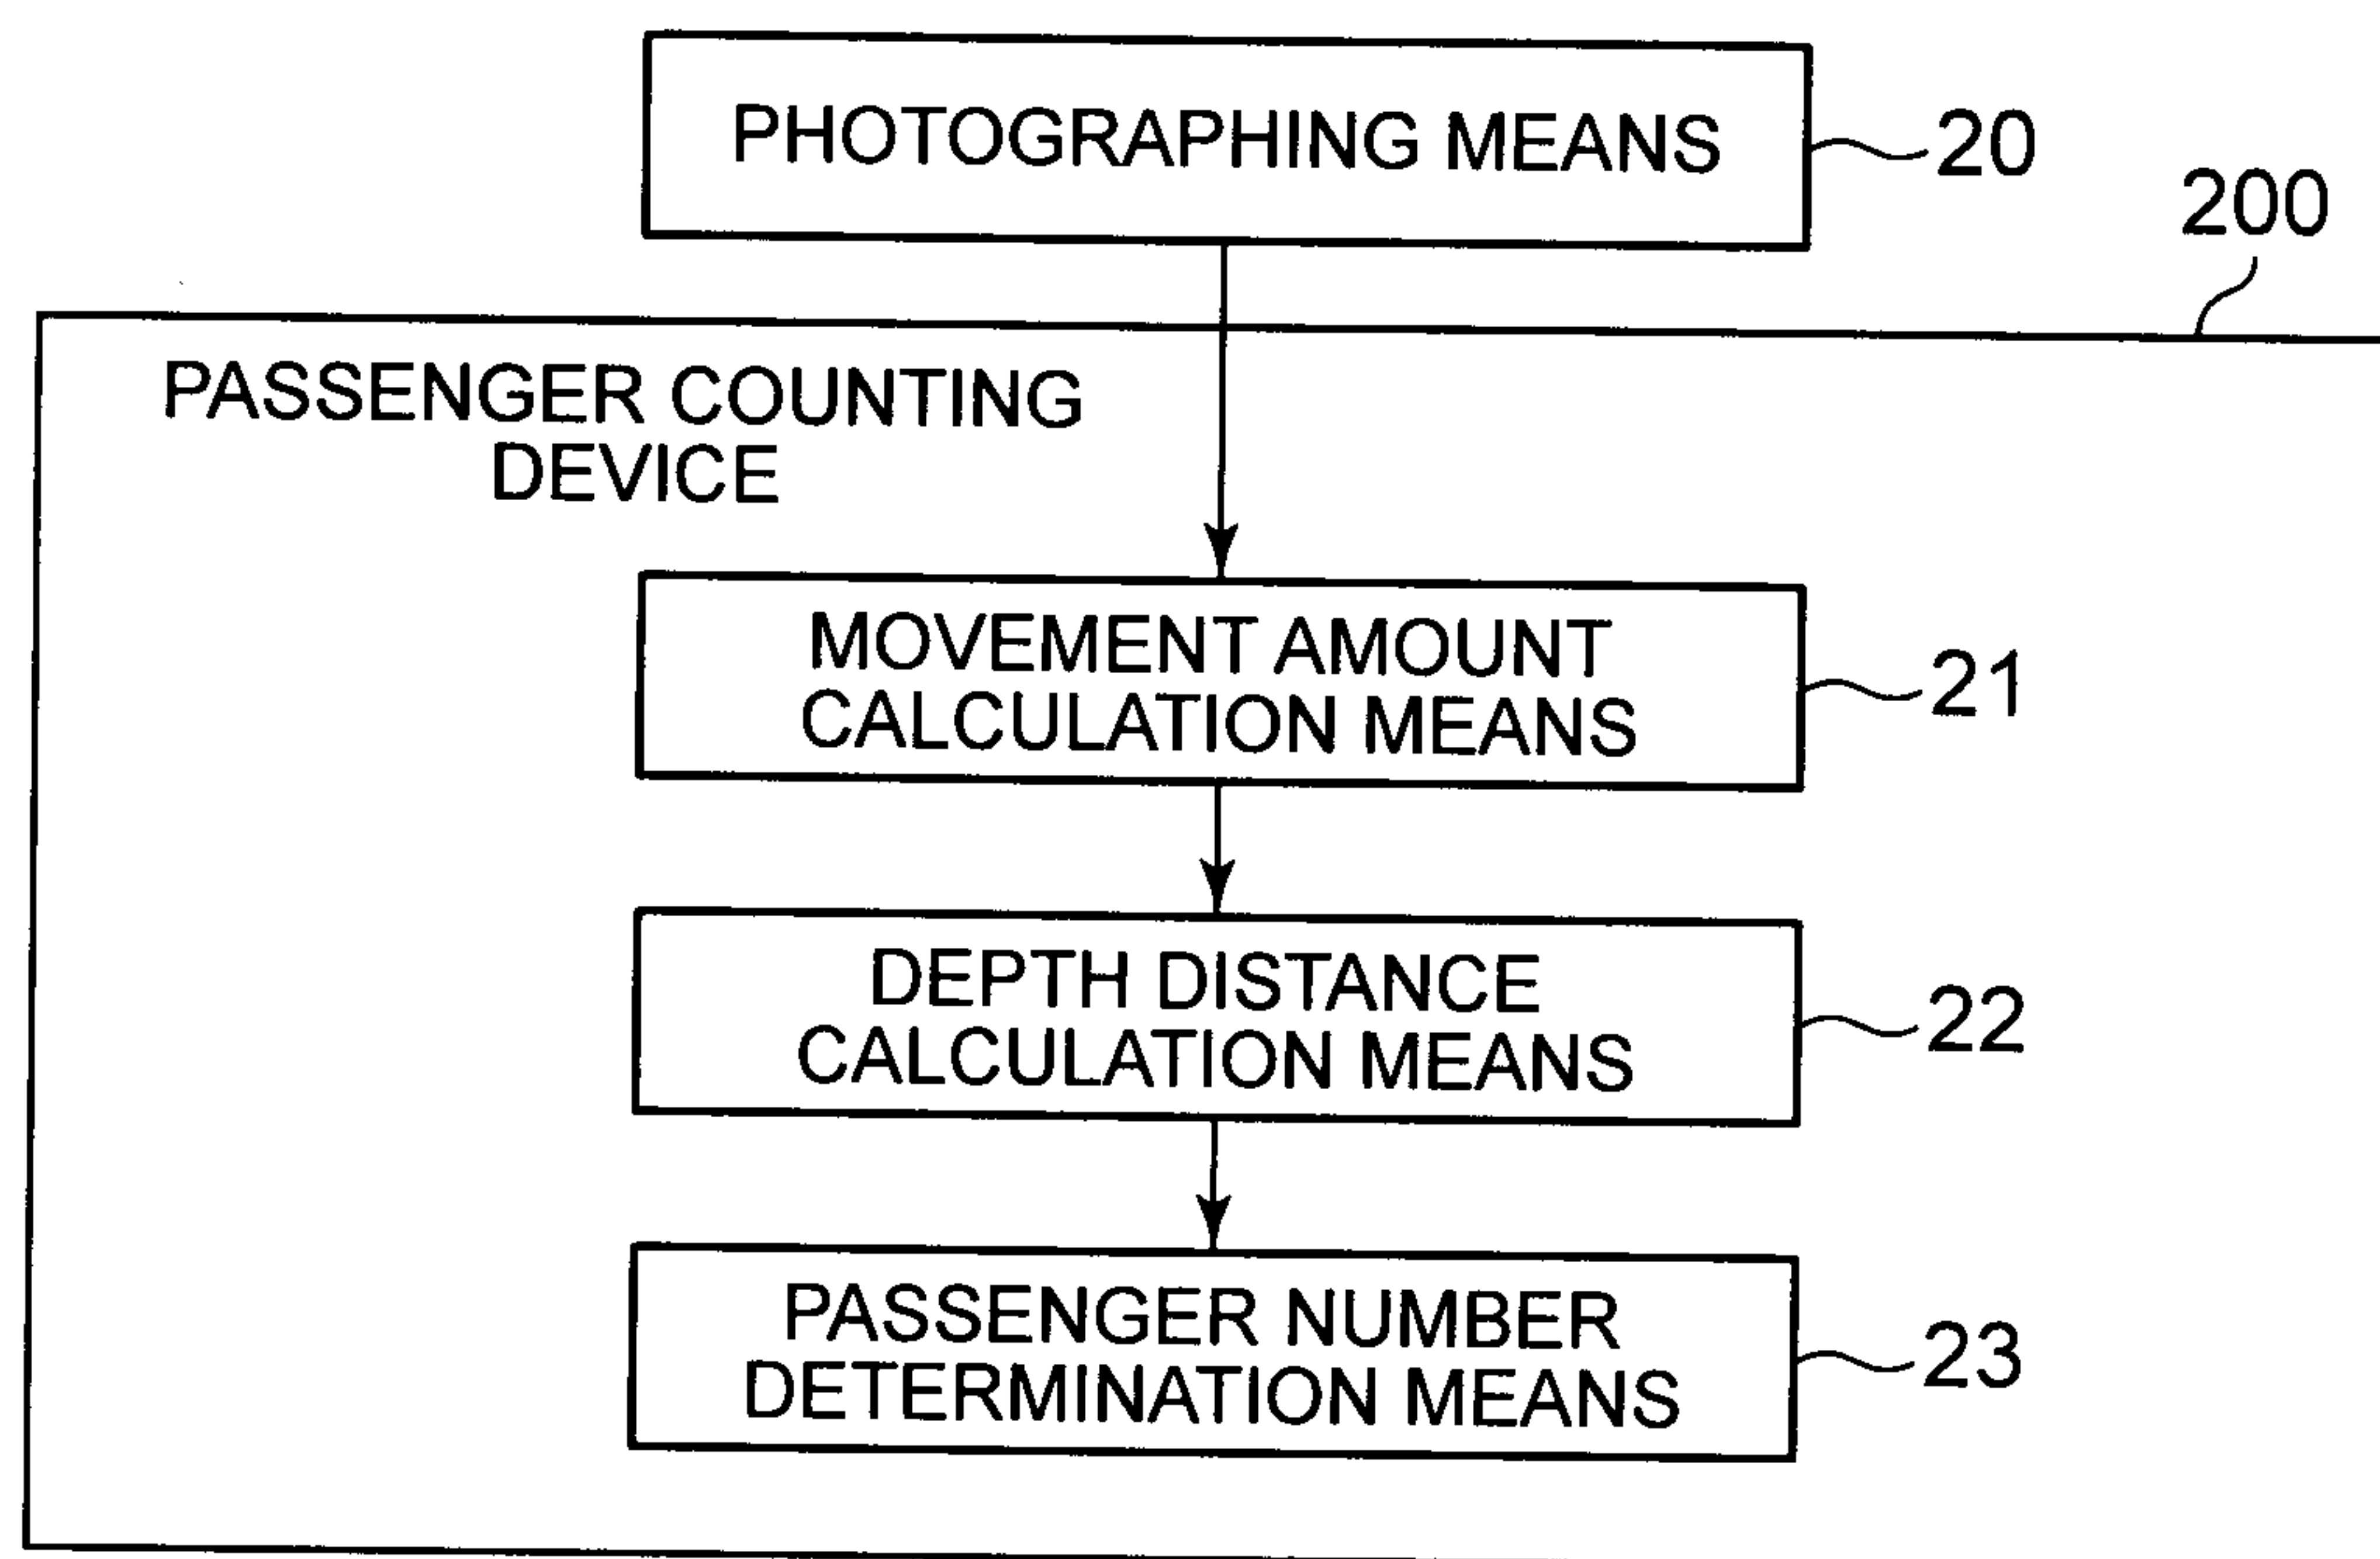 PHOTOGRAPHING MEANS
20
200
PASSENGER COUNTING
DEVICE
MOVEMENT AMOUNT
CALCULATION MEANS
21
DEPTH DISTANCE
CALCULATION MEANS
22
PASSENGER NUMBER
DETERMINATION MEANS
23